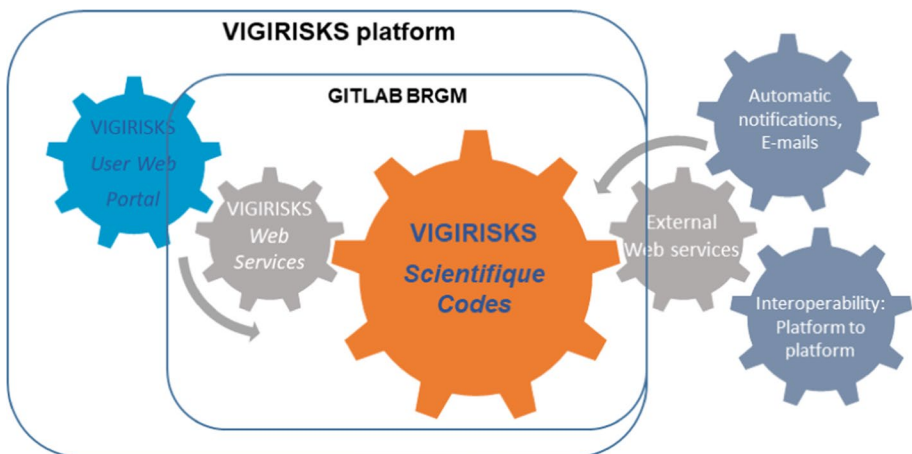 VIGIRISKS platform
GITLAB BRGM
VIGIRISKS
User Web
Portal
VIGIRISKS
Web
Services
VIGIRISKS
Scientifique
Codes
External
Web services
Automatic
notifications,
E-mails
Interoperability:
Platform to
platform